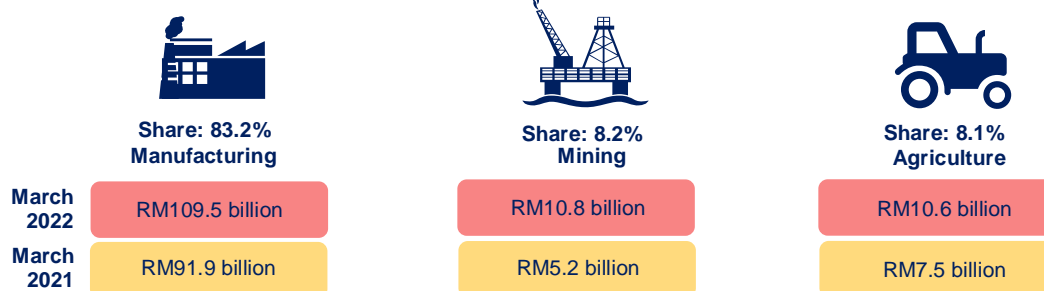 Share: 83.2%
Manufacturing
Share: 8.2%
Mining
Share: 8.1%
Agriculture
March
2022
RM109.5 billion
RM10.8 billion
RM10.6 billion
March
2021
RM91.9 billion
RM5.2 billion
RM7.5 billion